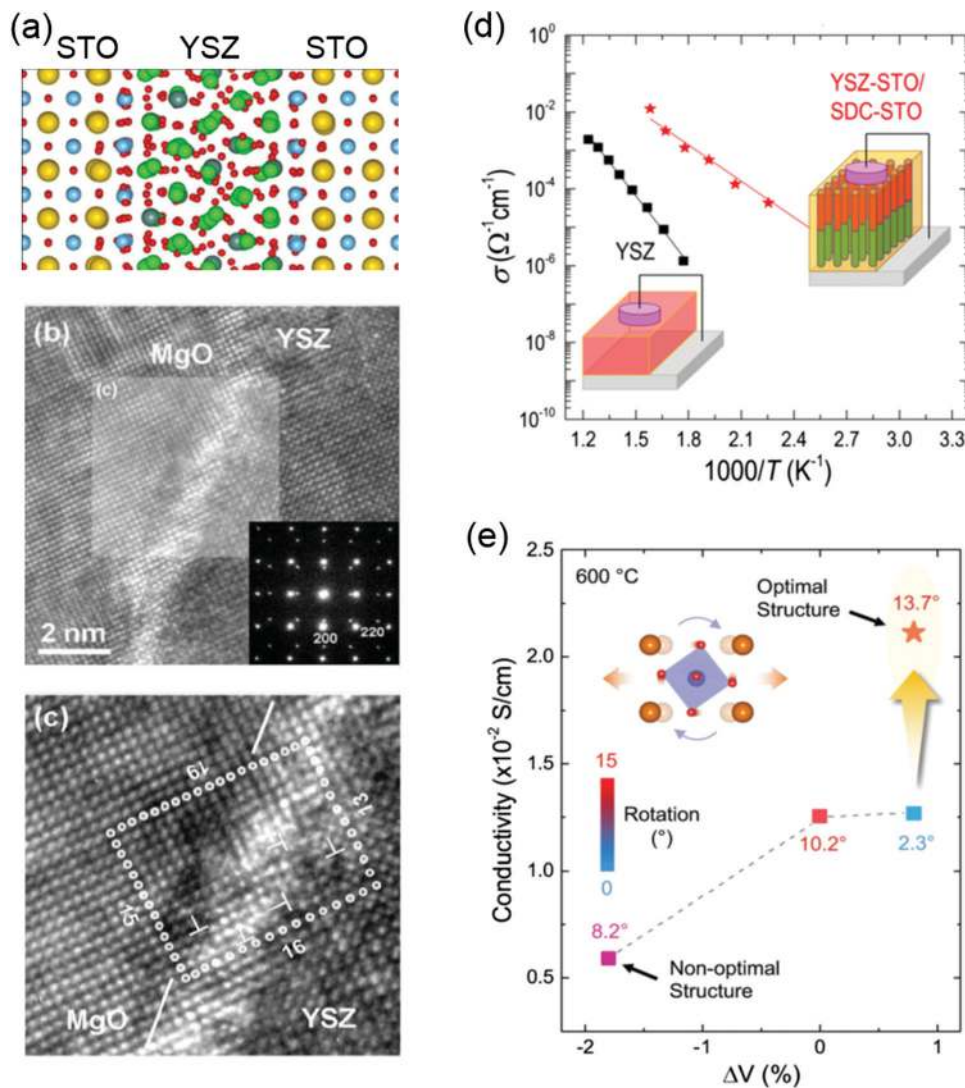 (a)
STO YSZ STO
(b)
MgO
YSZ
(c)
2 nm
200
220
(c)
19
13
15
16
MgO
YSZ
(d)
10⁰
10⁻²
10⁻⁴
10⁻⁶
10⁻⁸
10⁻¹⁰
σ (Ω⁻¹cm⁻¹)
YSZ-STO/
SDC-STO
YSZ
1.2 1.5 1.8 2.1 2.4 2.7 3.0 3.3
1000/T (K⁻¹)
(e)
2.5
2.0
1.5
1.0
0.5
Conductivity (x10⁻² S/cm)
600 °C
Optimal
Structure
13.7°
15
Rotation
(°)
0
10.2°
2.3°
8.2°
Non-optimal
Structure
-2 -1 0 1
ΔV (%)